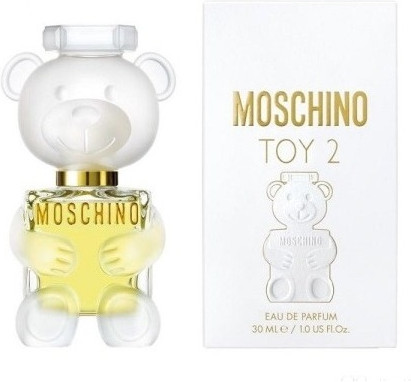 MOSCHINO
MOSCHINO
TOY 2
MOSCHINO
EAU DE PARFUM
30 ML ℮ / 1.0 US Fl.Oz.